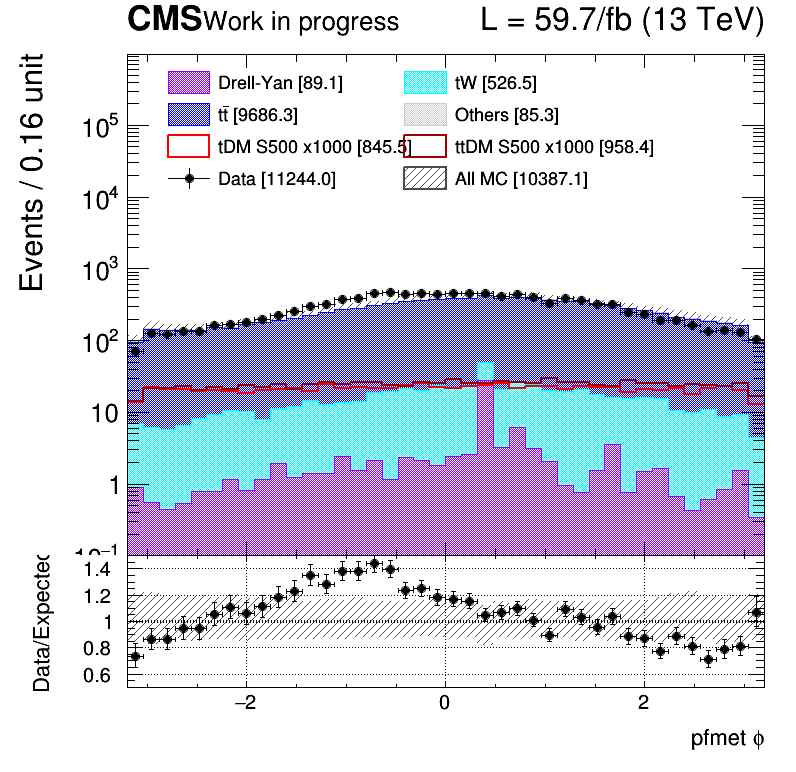 CMS Work in progress L = 59.7/fb (13 TeV)
Events / 0.16 unit
Drell-Yan [89.1] tW [526.5]
tt̄ [9686.3] Others [85.3]
tDM S500 x1000 [845.5] ttDM S500 x1000 [958.4]
Data [11244.0] All MC [10387.1]
10⁵
10⁴
10³
10²
10
1
10⁻¹
Data/Expected
1.4
1.2
1
0.8
0.6
−2 0 2
pfmet ϕ